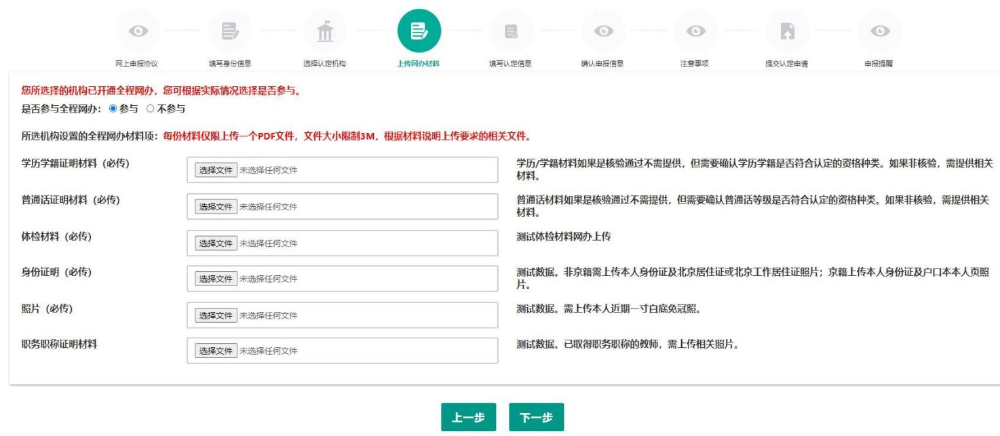 网上申报协议
填写身份信息
选择认定机构
上传网办材料
填写认定信息
确认申报信息
注意事项
提交认定申请
申报提醒
您所选择的机构已开通全程网办，您可根据实际情况选择是否参与。
是否参与全程网办： 参与 不参与
所选机构设置的全程网办材料项：每份材料仅限上传一个PDF文件，文件大小限制3M，根据材料说明上传要求的相关文件。
学历学籍证明材料（必传）
选择文件 未选择任何文件
学历/学籍材料如果是核验通过不需提供，但需要确认学历学籍是否符合认定的资格种类。如果非核验，需提供相关
材料。
普通话证明材料（必传）
选择文件 未选择任何文件
普通话材料如果是核验通过不需提供，但需要确认普通话等级是否符合认定的资格种类。如果非核验，需提供相关
材料。
体检材料（必传）
选择文件 未选择任何文件
测试体检材料网办上传
身份证明（必传）
选择文件 未选择任何文件
测试数据。非京籍需上传本人身份证及北京居住证或北京工作居住证照片；京籍上传本人身份证及户口本本人页照
片。
照片（必传）
选择文件 未选择任何文件
测试数据。需上传本人近期一寸白底免冠照。
职务职称证明材料
选择文件 未选择任何文件
测试数据。已取得职务职称的教师，需上传相关照片。
上一步
下一步